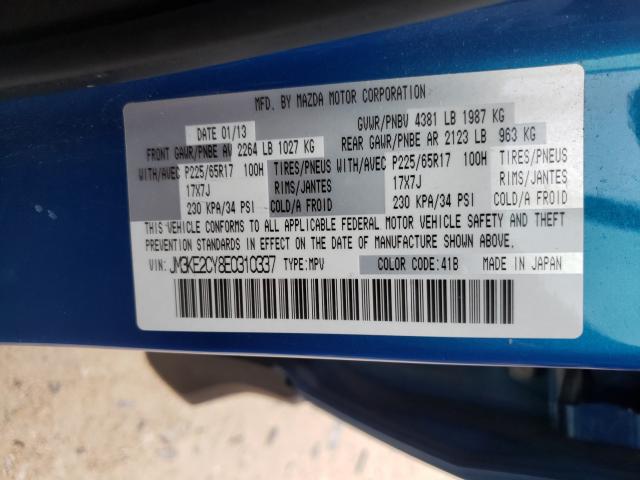 MFD. BY MAZDA MOTOR CORPORATION
DATE 01/13 GVWR/PNBV 4381 LB 1987 KG
FRONT GAWR/PNBE AV 2264 LB 1027 KG REAR GAWR/PNBE AR 2123 LB 963 KG
WITH/AVEC P225/65R17 100H TIRES/PNEUS WITH/AVEC P225/65R17 100H TIRES/PNEUS
17X7J RIMS/JANTES 17X7J RIMS/JANTES
230 KPA/34 PSI COLD/A FROID 230 KPA/34 PSI COLD/A FROID
THIS VEHICLE CONFORMS TO ALL APPLICABLE FEDERAL MOTOR VEHICLE SAFETY AND THEFT
PREVENTION STANDARDS IN EFFECT ON THE DATE OF MANUFACTURE SHOWN ABOVE.
VIN: JM3KE2CY8E0310337 TYPE:MPV COLOR CODE:41B MADE IN JAPAN